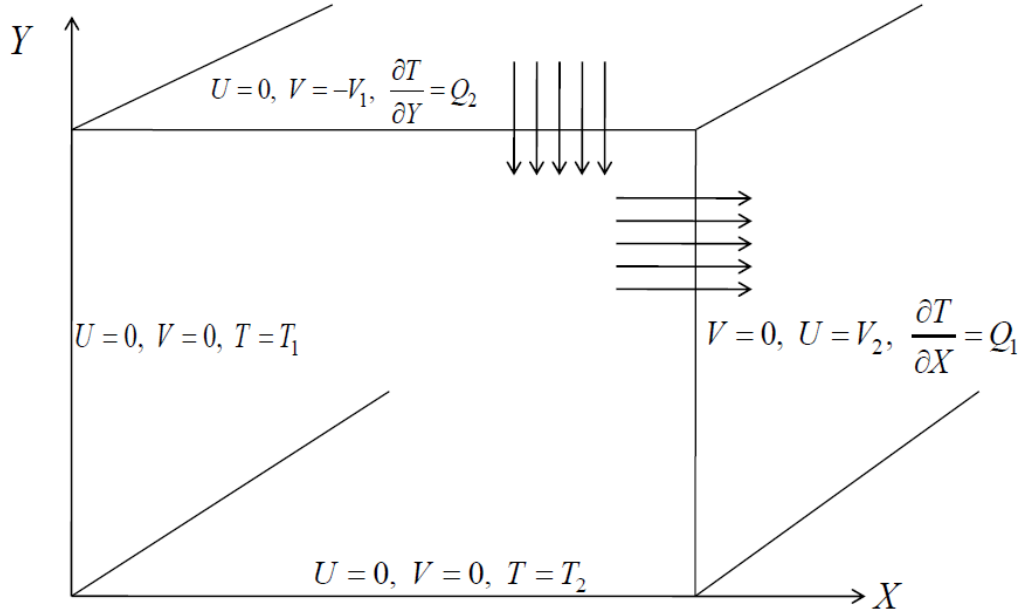 Y
U = 0, V = −V₁, ∂T/∂Y = Q₂
U = 0, V = 0, T = T₁
V = 0, U = V₂, ∂T/∂X = Q₁
U = 0, V = 0, T = T₂
X